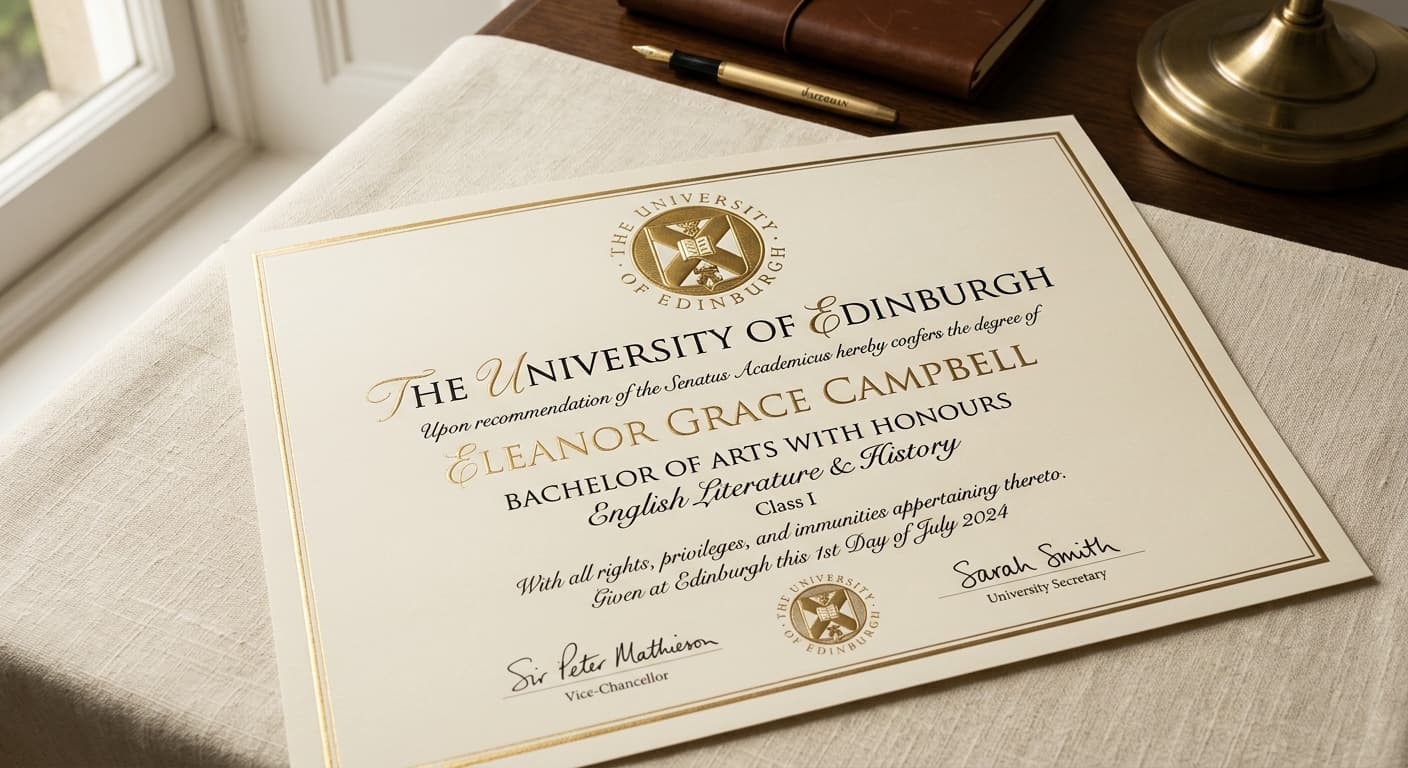 THE UNIVERSITY OF EDINBURGH
THE UNIVERSITY OF EDINBURGH
Upon recommendation of the Senatus Academicus hereby confers the degree of
ELEANOR GRACE CAMPBELL
BACHELOR OF ARTS WITH HONOURS
English Literature & History
Class I
With all rights, privileges, and immunities appertaining thereto.
Given at Edinburgh this 1st Day of July 2024
Sarah Smith
University Secretary
THE UNIVERSITY OF EDINBURGH
Sir Peter Mathieson
Vice-Chancellor